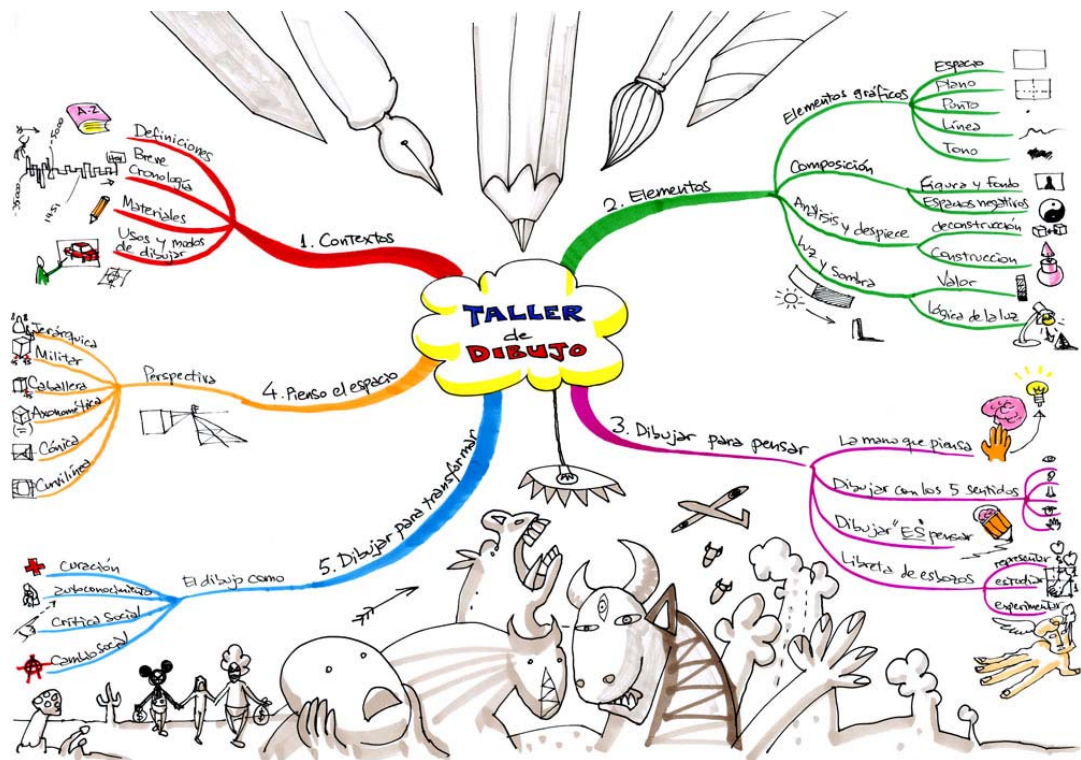 TALLER
de
DIBUJO
1. Contextos
Definiciones
Breve
Cronología
Materiales
Usos y modos
de dibujar
A-Z
-5000
Hoy
-35000
1451
2. Elementos
Elementos gráficos
Espacio
Plano
Punto
Línea
Tono
Composición
Figura y fondo
Espacios negativos
Análisis y despiece
deconstrucción
Construcción
Luz y Sombra
Valor
Lógica de la luz
3. Dibujar para pensar
La mano que piensa
Dibujar con los 5 sentidos
Dibujar "ES" pensar
Libreta de esbozos
representar
estudiar
experimentar
4. Pienso el espacio
Perspectiva
Jerárquica
Militar
Caballera
Axonométrica
Cónica
Curvilínea
5. Dibujar para transformar
El dibujo como
Curación
Autoconocimiento
Crítica Social
Cambio Social